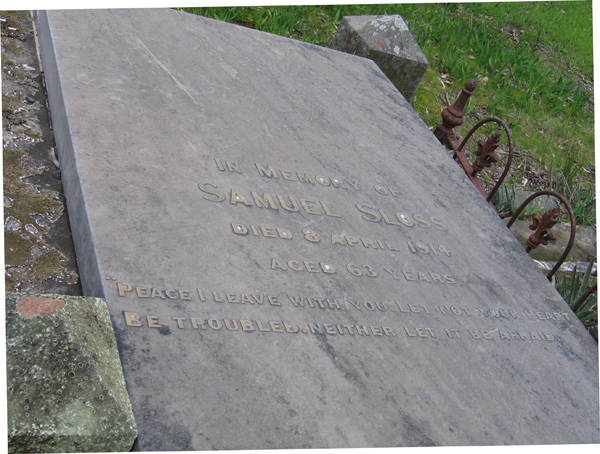 IN MEMORY OF
SAMUEL SLOSS
DIED 8 APRIL 1914
AGED 63 YEARS.
"PEACE I LEAVE WITH YOU LET NOT YOUR HEART
BE TROUBLED, NEITHER LET IT BE AFRAID."